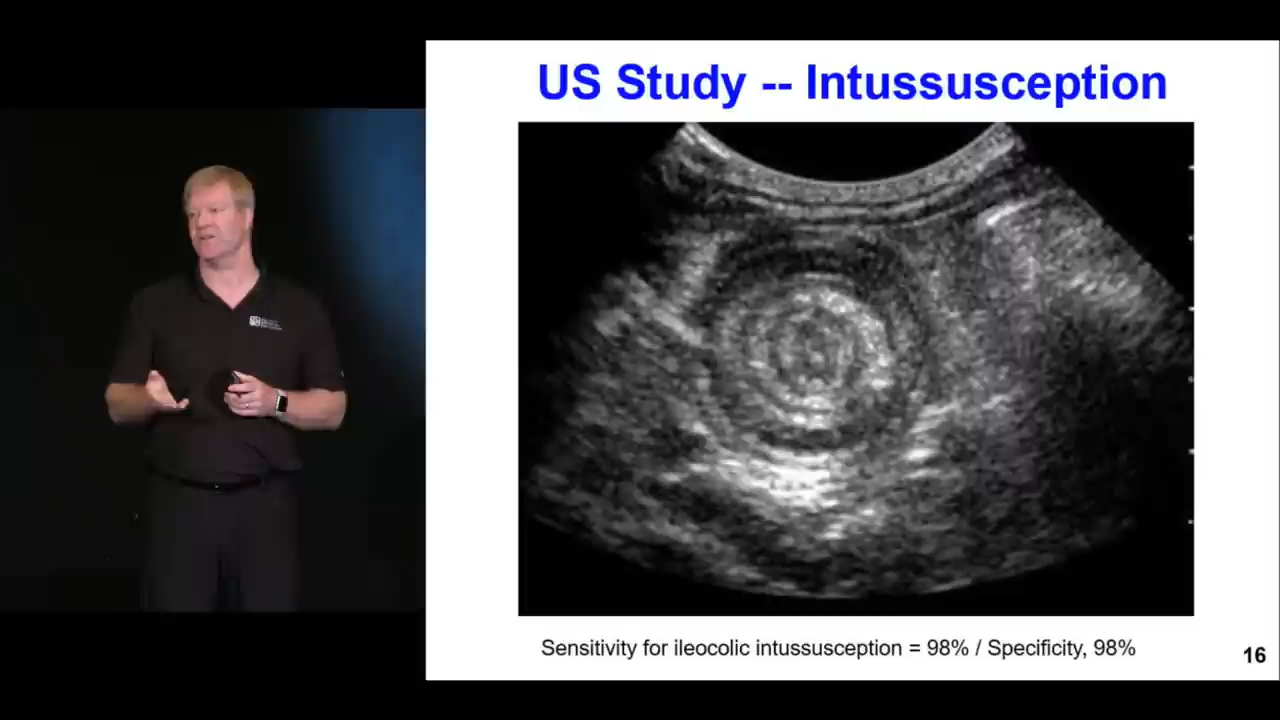 US Study -- Intussusception
Sensitivity for ileocolic intussusception = 98% / Specificity, 98%
16